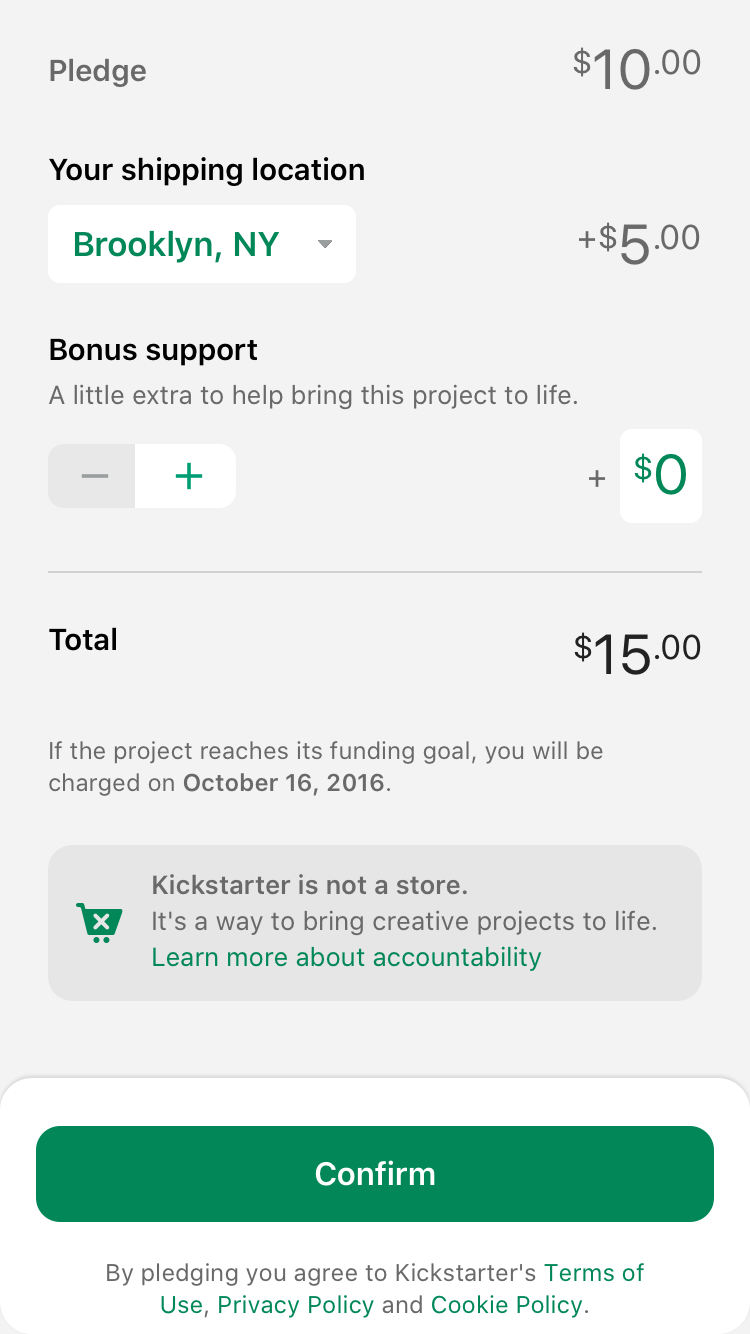 Pledge $10.00
Your shipping location
Brooklyn, NY +$5.00
Bonus support
A little extra to help bring this project to life.
− + + $0
Total $15.00
If the project reaches its funding goal, you will be
charged on October 16, 2016.
Kickstarter is not a store.
It's a way to bring creative projects to life.
Learn more about accountability
Confirm
By pledging you agree to Kickstarter's Terms of
Use, Privacy Policy and Cookie Policy.